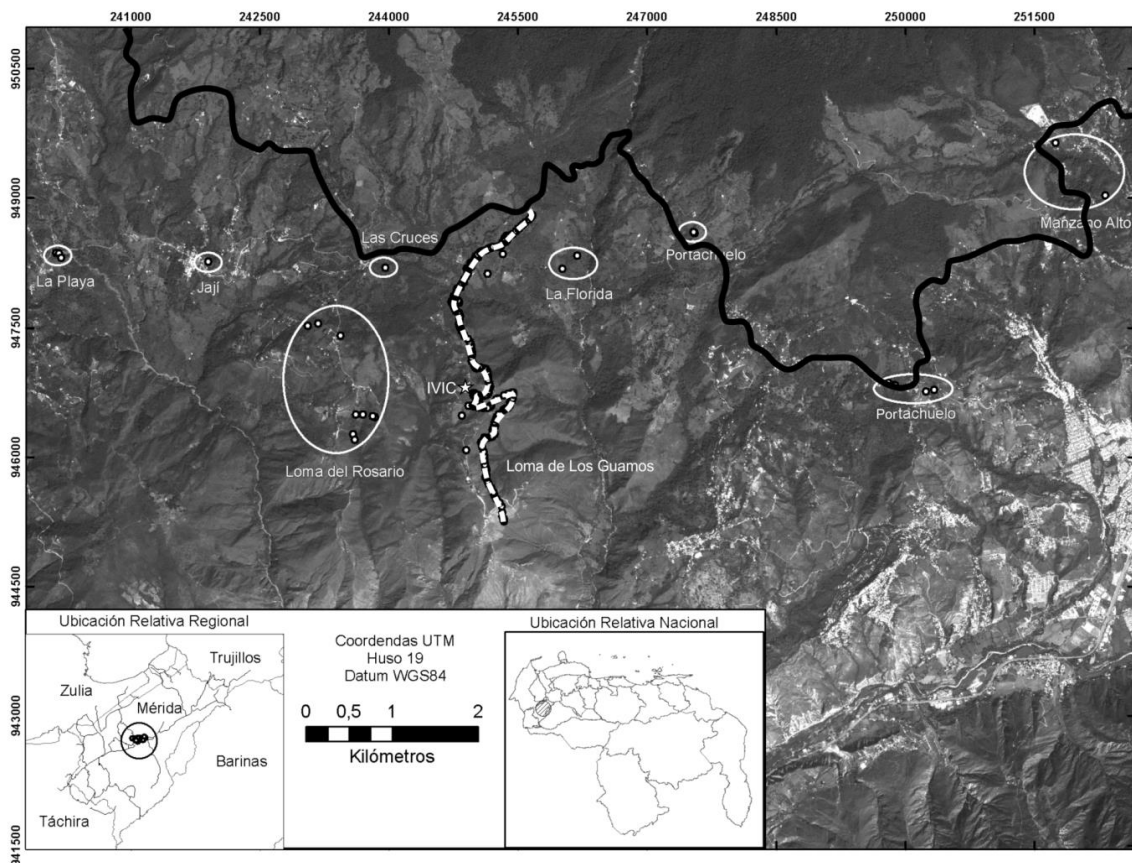 241000 242500 244000 245500 247000 248500 250000 251500
950500
949000
947500
946000
944500
943000
941500
Las Cruces
La Playa
Jají
La Florida
Portachuelo
Manzano Alto
IVIC
Loma del Rosario
Loma de Los Guamos
Portachuelo
Ubicación Relativa Regional
Trujillos
Zulia
Mérida
Barinas
Táchira
Coordendas UTM
Huso 19
Datum WGS84
0 0,5 1 2
Kilómetros
Ubicación Relativa Nacional